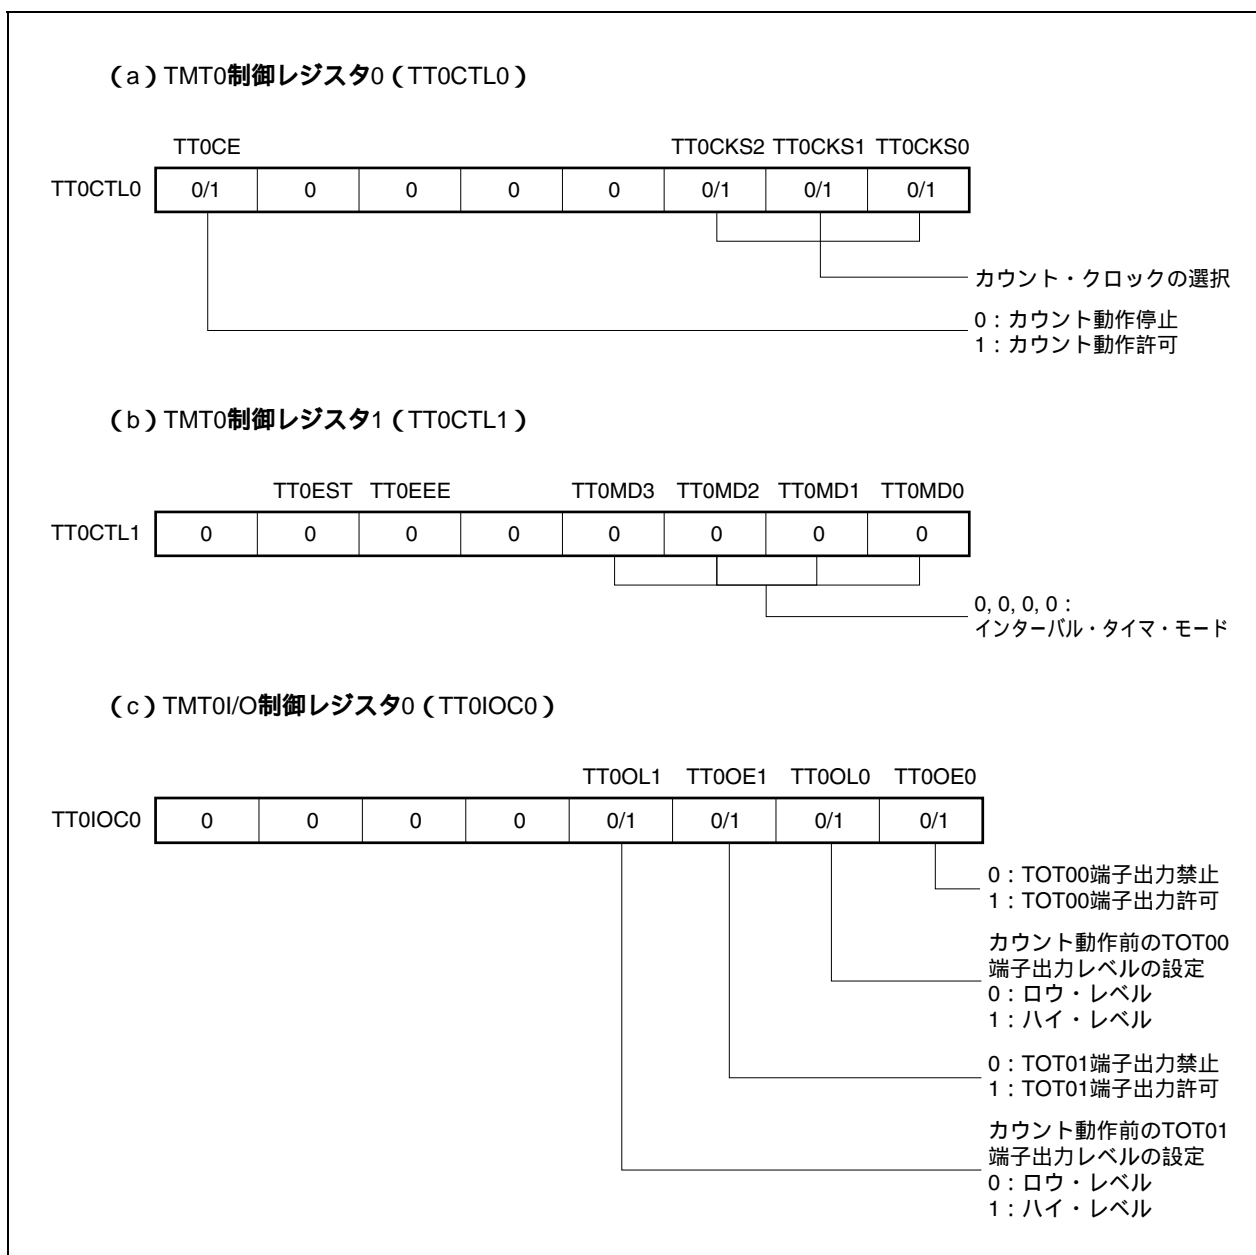 （a）TMT0制御レジスタ0（TT0CTL0）
TT0CE TT0CKS2 TT0CKS1 TT0CKS0
TT0CTL0 0/1 0 0 0 0 0/1 0/1 0/1
カウント・クロックの選択
0：カウント動作停止
1：カウント動作許可
（b）TMT0制御レジスタ1（TT0CTL1）
TT0EST TT0EEE TT0MD3 TT0MD2 TT0MD1 TT0MD0
TT0CTL1 0 0 0 0 0 0 0 0
0, 0, 0, 0：
インターバル・タイマ・モード
（c）TMT0I/O制御レジスタ0（TT0IOC0）
TT0OL1 TT0OE1 TT0OL0 TT0OE0
TT0IOC0 0 0 0 0 0/1 0/1 0/1 0/1
0：TOT00端子出力禁止
1：TOT00端子出力許可
カウント動作前のTOT00
端子出力レベルの設定
0：ロウ・レベル
1：ハイ・レベル
0：TOT01端子出力禁止
1：TOT01端子出力許可
カウント動作前のTOT01
端子出力レベルの設定
0：ロウ・レベル
1：ハイ・レベル